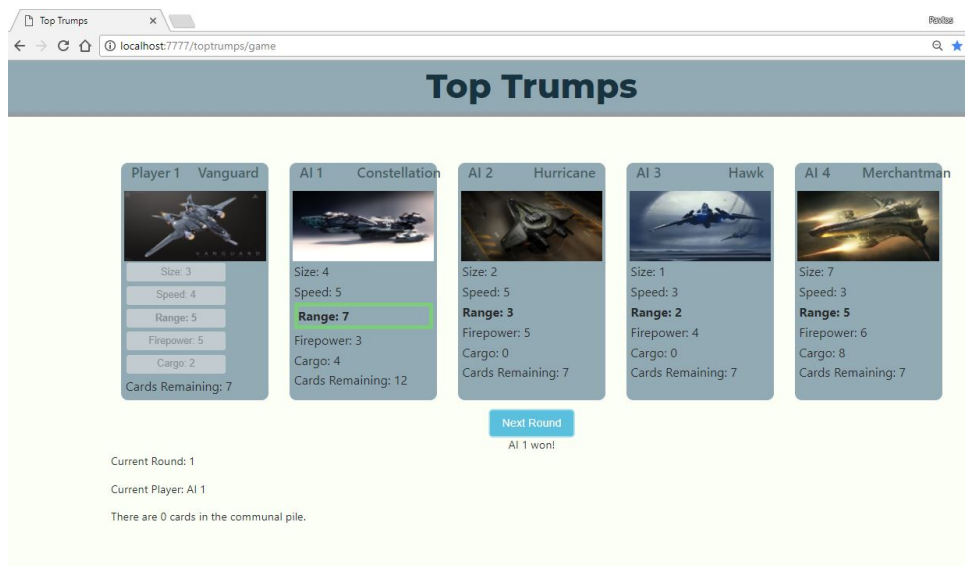 Top Trumps
Pavlos
localhost:7777/toptrumps/game
Top Trumps
Player 1 Vanguard
VANGUARD
Size: 3
Speed: 4
Range: 5
Firepower: 5
Cargo: 2
Cards Remaining: 7
AI 1 Constellation
Size: 4
Speed: 5
Range: 7
Firepower: 3
Cargo: 4
Cards Remaining: 12
AI 2 Hurricane
Size: 2
Speed: 5
Range: 3
Firepower: 5
Cargo: 0
Cards Remaining: 7
AI 3 Hawk
Size: 1
Speed: 3
Range: 2
Firepower: 4
Cargo: 0
Cards Remaining: 7
AI 4 Merchantman
Size: 7
Speed: 3
Range: 5
Firepower: 6
Cargo: 8
Cards Remaining: 7
Next Round
AI 1 won!
Current Round: 1
Current Player: AI 1
There are 0 cards in the communal pile.